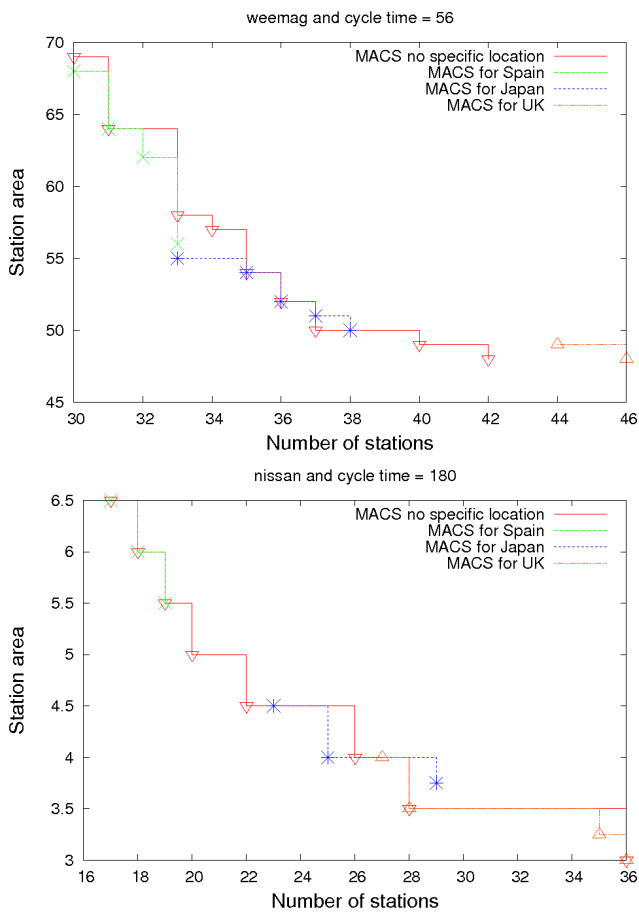 weemag and cycle time = 56
70
65
60
55
50
45
Station area
MACS no specific location
MACS for Spain
MACS for Japan
MACS for UK
30 32 34 36 38 40 42 44 46
Number of stations
nissan and cycle time = 180
6.5
6
5.5
5
4.5
4
3.5
3
Station area
MACS no specific location
MACS for Spain
MACS for Japan
MACS for UK
16 18 20 22 24 26 28 30 32 34 36
Number of stations